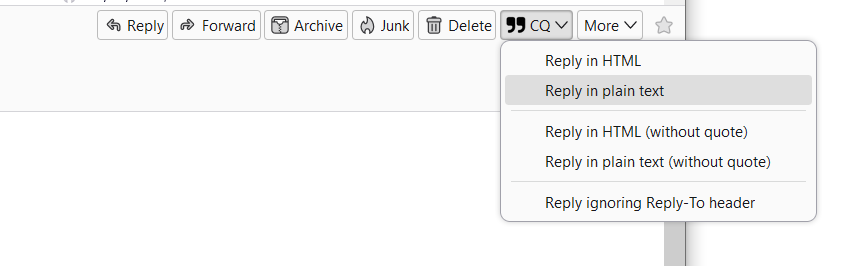 Reply Forward Archive Junk Delete CQ More
Reply in HTML
Reply in plain text
Reply in HTML (without quote)
Reply in plain text (without quote)
Reply ignoring Reply-To header